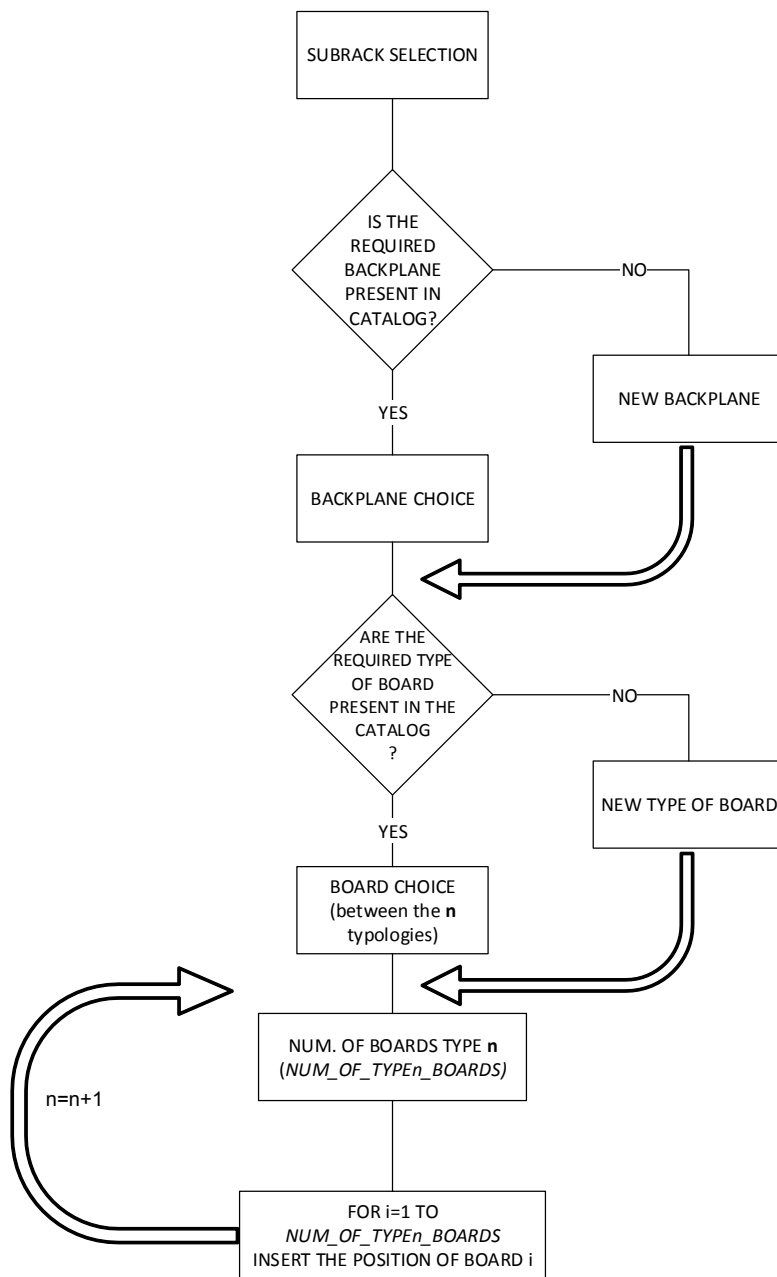 SUBRACK SELECTION
IS THE
REQUIRED
BACKPLANE
PRESENT IN
CATALOG?
NO
NEW BACKPLANE
YES
BACKPLANE CHOICE
ARE THE
REQUIRED TYPE
OF BOARD
PRESENT IN THE
CATALOG
?
NO
NEW TYPE OF BOARD
YES
BOARD CHOICE
(between the n
typologies)
NUM. OF BOARDS TYPE n
(NUM_OF_TYPEn_BOARDS)
n=n+1
FOR i=1 TO
NUM_OF_TYPEn_BOARDS
INSERT THE POSITION OF BOARD i